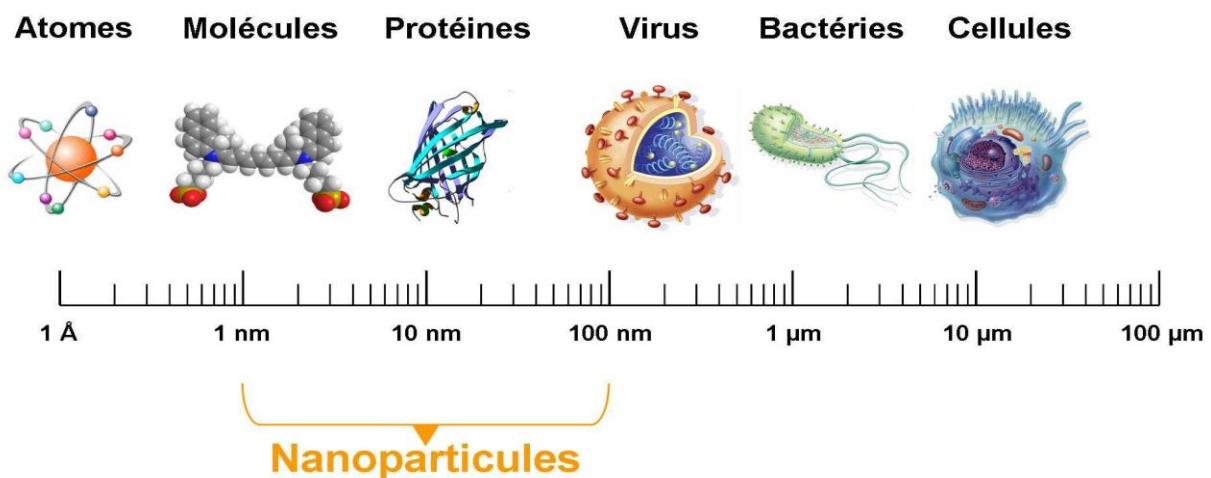 Atomes Molécules Protéines Virus Bactéries Cellules
1 Å 1 nm 10 nm 100 nm 1 µm 10 µm 100 µm
Nanoparticules